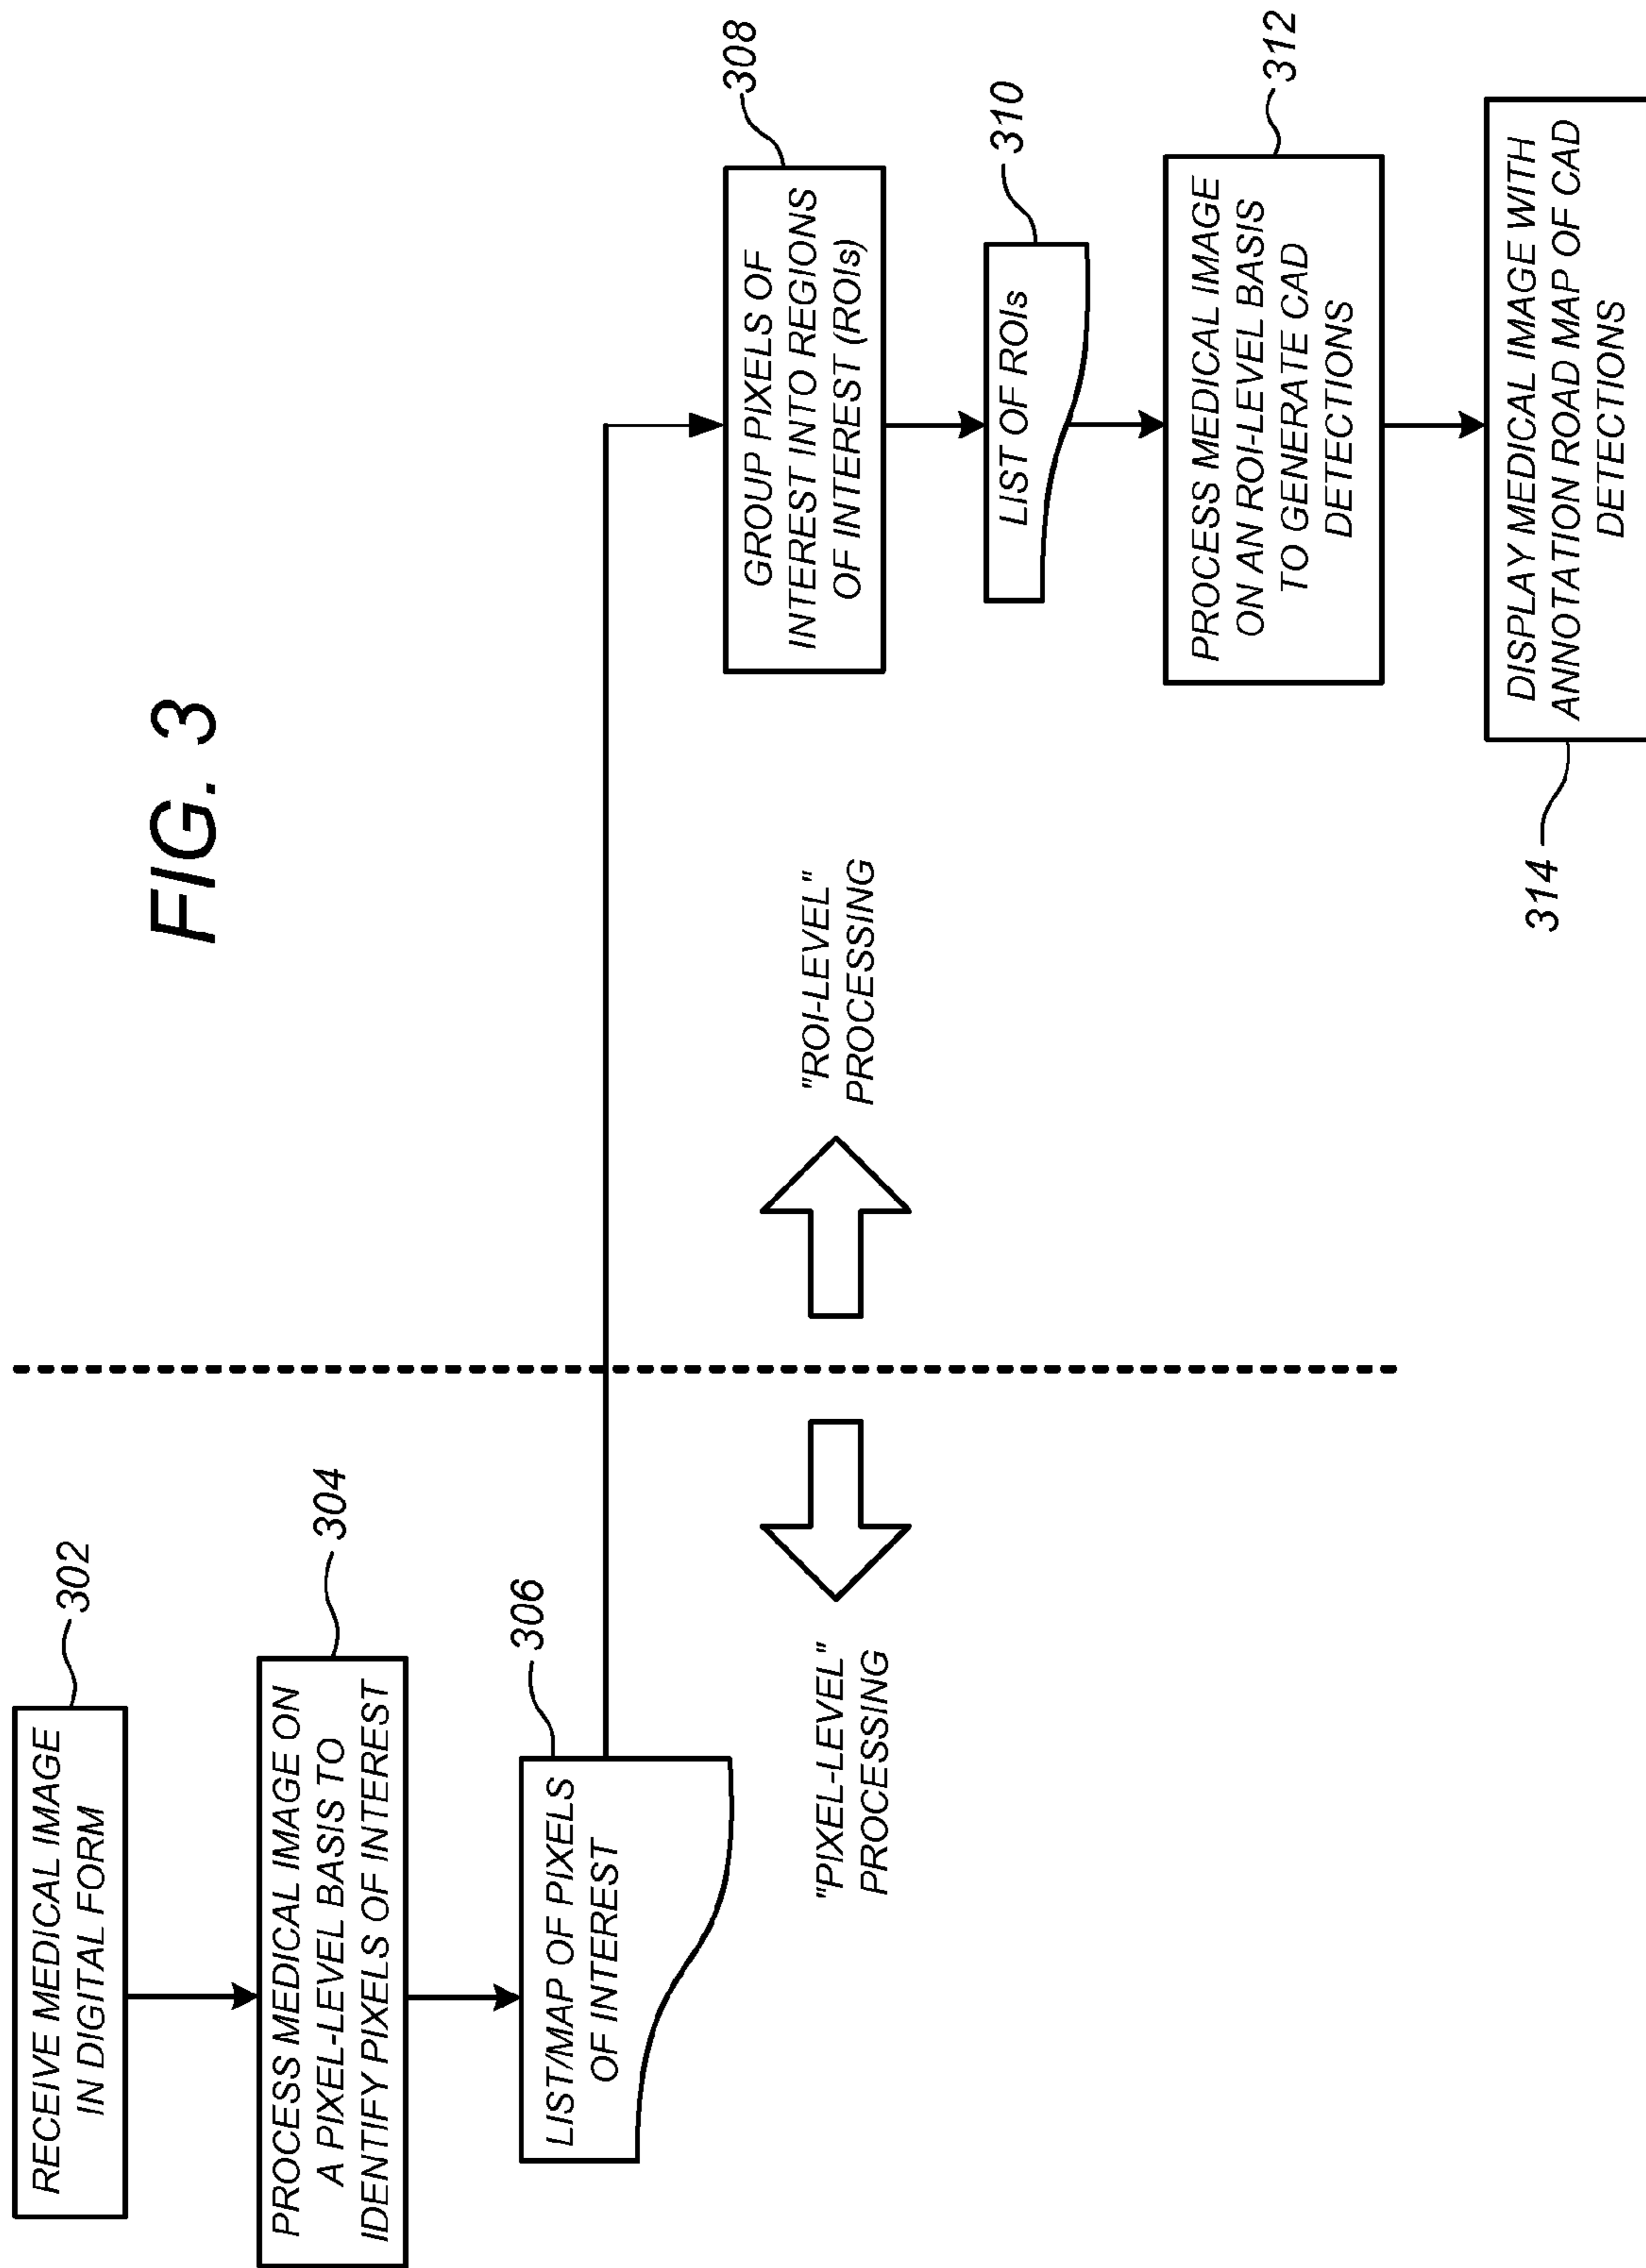 FIG. 3
RECEIVE MEDICAL IMAGE
IN DIGITAL FORM
302
PROCESS MEDICAL IMAGE ON
A PIXEL-LEVEL BASIS TO
IDENTIFY PIXELS OF INTEREST
304
LIST/MAP OF PIXELS
OF INTEREST
306
"PIXEL-LEVEL"
PROCESSING
"ROI-LEVEL"
PROCESSING
GROUP PIXELS OF
INTEREST INTO REGIONS
OF INTEREST (ROIs)
308
LIST OF ROIs
310
PROCESS MEDICAL IMAGE
ON AN ROI-LEVEL BASIS
TO GENERATE CAD
DETECTIONS
312
DISPLAY MEDICAL IMAGE WITH
ANNOTATION ROAD MAP OF CAD
DETECTIONS
314